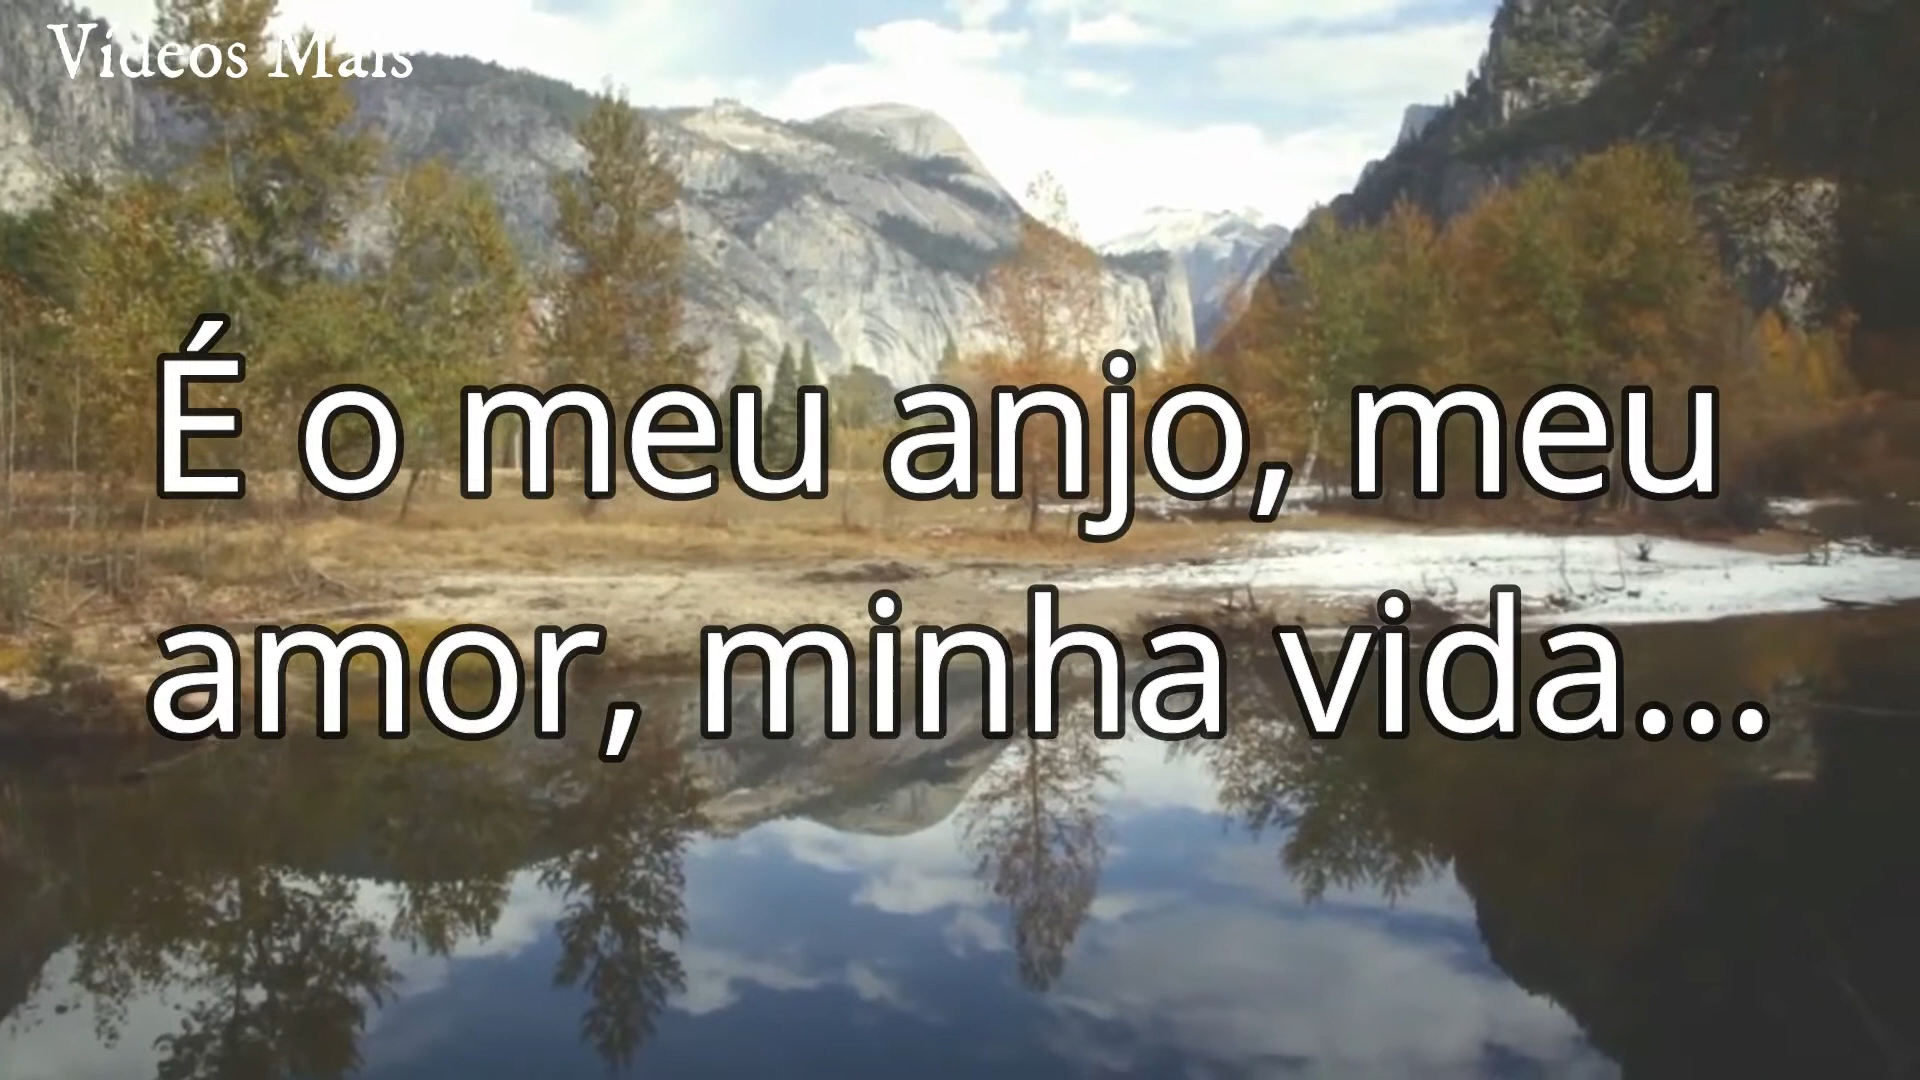 Vídeos Mais
É o meu anjo, meu
amor, minha vida...